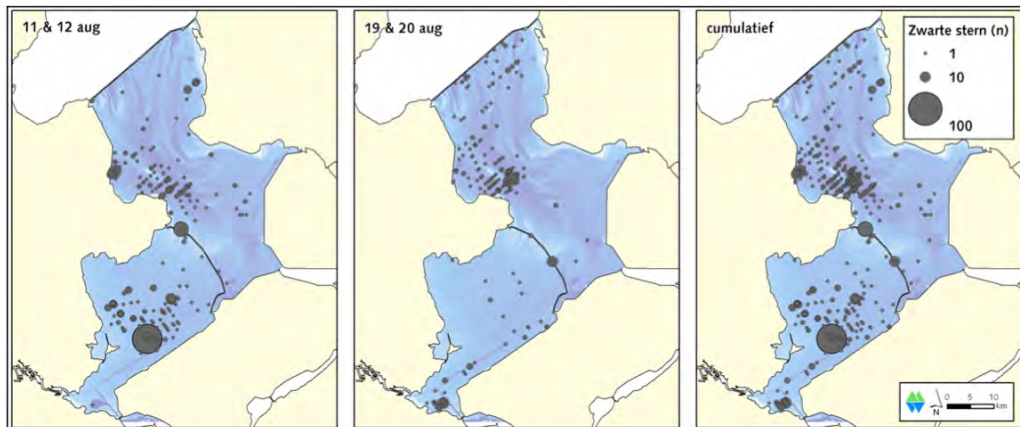 11 & 12 aug
19 & 20 aug
cumulatief
Zwarte stern (n)
1
10
100
N
0 5 10
km